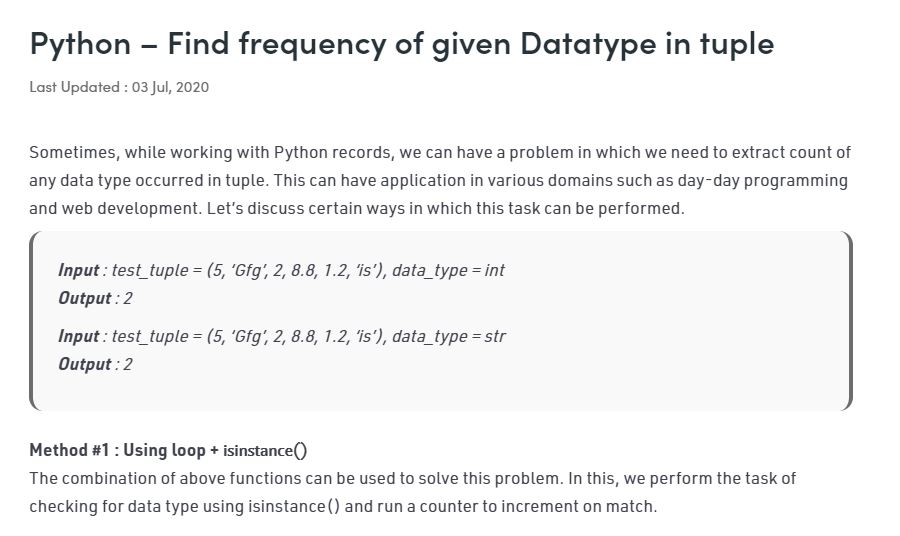 Python – Find frequency of given Datatype in tuple
Last Updated : 03 Jul, 2020
Sometimes, while working with Python records, we can have a problem in which we need to extract count of
any data type occurred in tuple. This can have application in various domains such as day-day programming
and web development. Let’s discuss certain ways in which this task can be performed.
Input : test_tuple = (5, ‘Gfg’, 2, 8.8, 1.2, ‘is’), data_type = int
Output : 2
Input : test_tuple = (5, ‘Gfg’, 2, 8.8, 1.2, ‘is’), data_type = str
Output : 2
Method #1 : Using loop + isinstance()
The combination of above functions can be used to solve this problem. In this, we perform the task of
checking for data type using isinstance() and run a counter to increment on match.